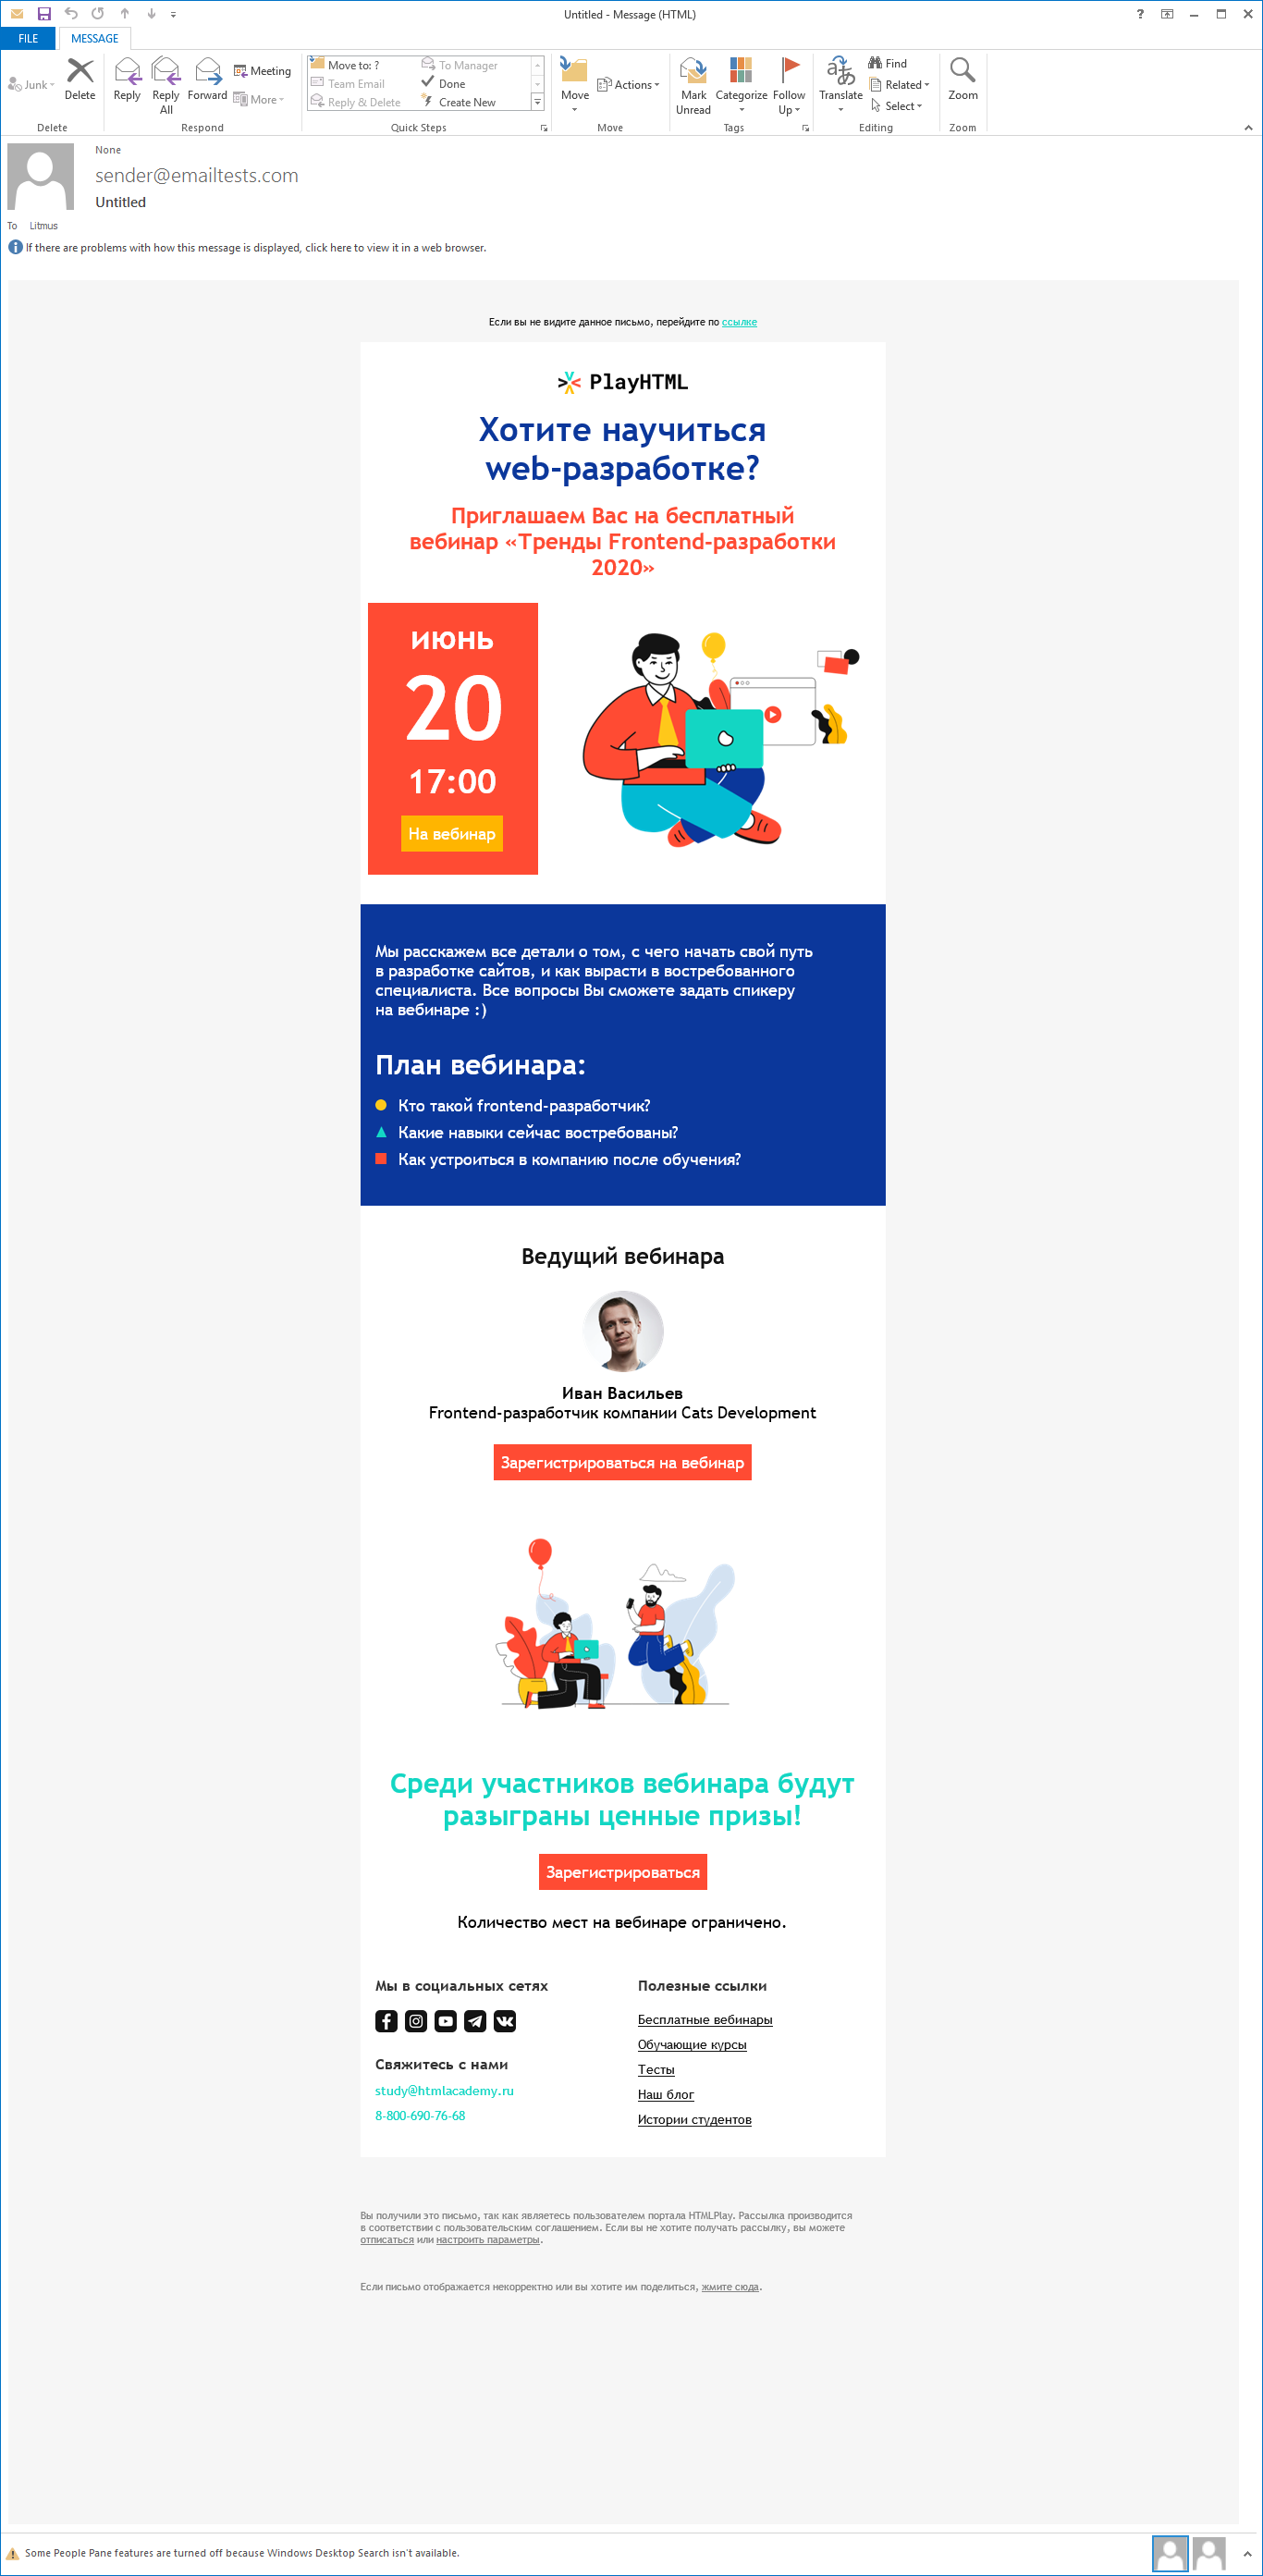 Untitled - Message (HTML)
FILE MESSAGE
Junk
Delete
Reply
Reply All
Forward
Meeting
More
Move to: ?
Team Email
Reply & Delete
To Manager
Done
Create New
Move
Actions
Mark Unread
Categorize
Follow Up
Translate
Find
Related
Select
Zoom
Delete Respond Quick Steps Move Tags Editing Zoom
None
sender@emailtests.com
Untitled
To Litmus
If there are problems with how this message is displayed, click here to view it in a web browser.
Если вы не видите данное письмо, перейдите по ссылке
PlayHTML
Хотите научиться
web-разработке?
Приглашаем Вас на бесплатный
вебинар «Тренды Frontend-разработки
2020»
июнь
20
17:00
На вебинар
Мы расскажем все детали о том, с чего начать свой путь
в разработке сайтов, и как вырасти в востребованного
специалиста. Все вопросы Вы сможете задать спикеру
на вебинаре :)
План вебинара:
Кто такой frontend-разработчик?
Какие навыки сейчас востребованы?
Как устроиться в компанию после обучения?
Ведущий вебинара
Иван Васильев
Frontend-разработчик компании Cats Development
Зарегистрироваться на вебинар
Среди участников вебинара будут
разыграны ценные призы!
Зарегистрироваться
Количество мест на вебинаре ограничено.
Мы в социальных сетях
Свяжитесь с нами
study@htmlacademy.ru
8-800-690-76-68
Полезные ссылки
Бесплатные вебинары
Обучающие курсы
Тесты
Наш блог
Истории студентов
Вы получили это письмо, так как являетесь пользователем портала HTMLPlay. Рассылка производится
в соответствии с пользовательским соглашением. Если вы не хотите получать рассылку, вы можете
отписаться или настроить параметры.
Если письмо отображается некорректно или вы хотите им поделиться, жмите сюда.
Some People Pane features are turned off because Windows Desktop Search isn't available.